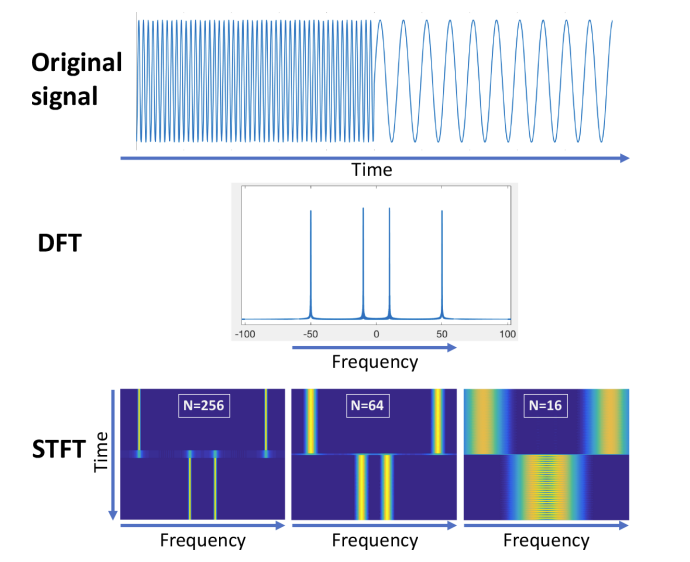 Original
signal
Time
DFT
-100 -50 0 50 100
Frequency
STFT
Time
N=256 N=64 N=16
Frequency Frequency Frequency